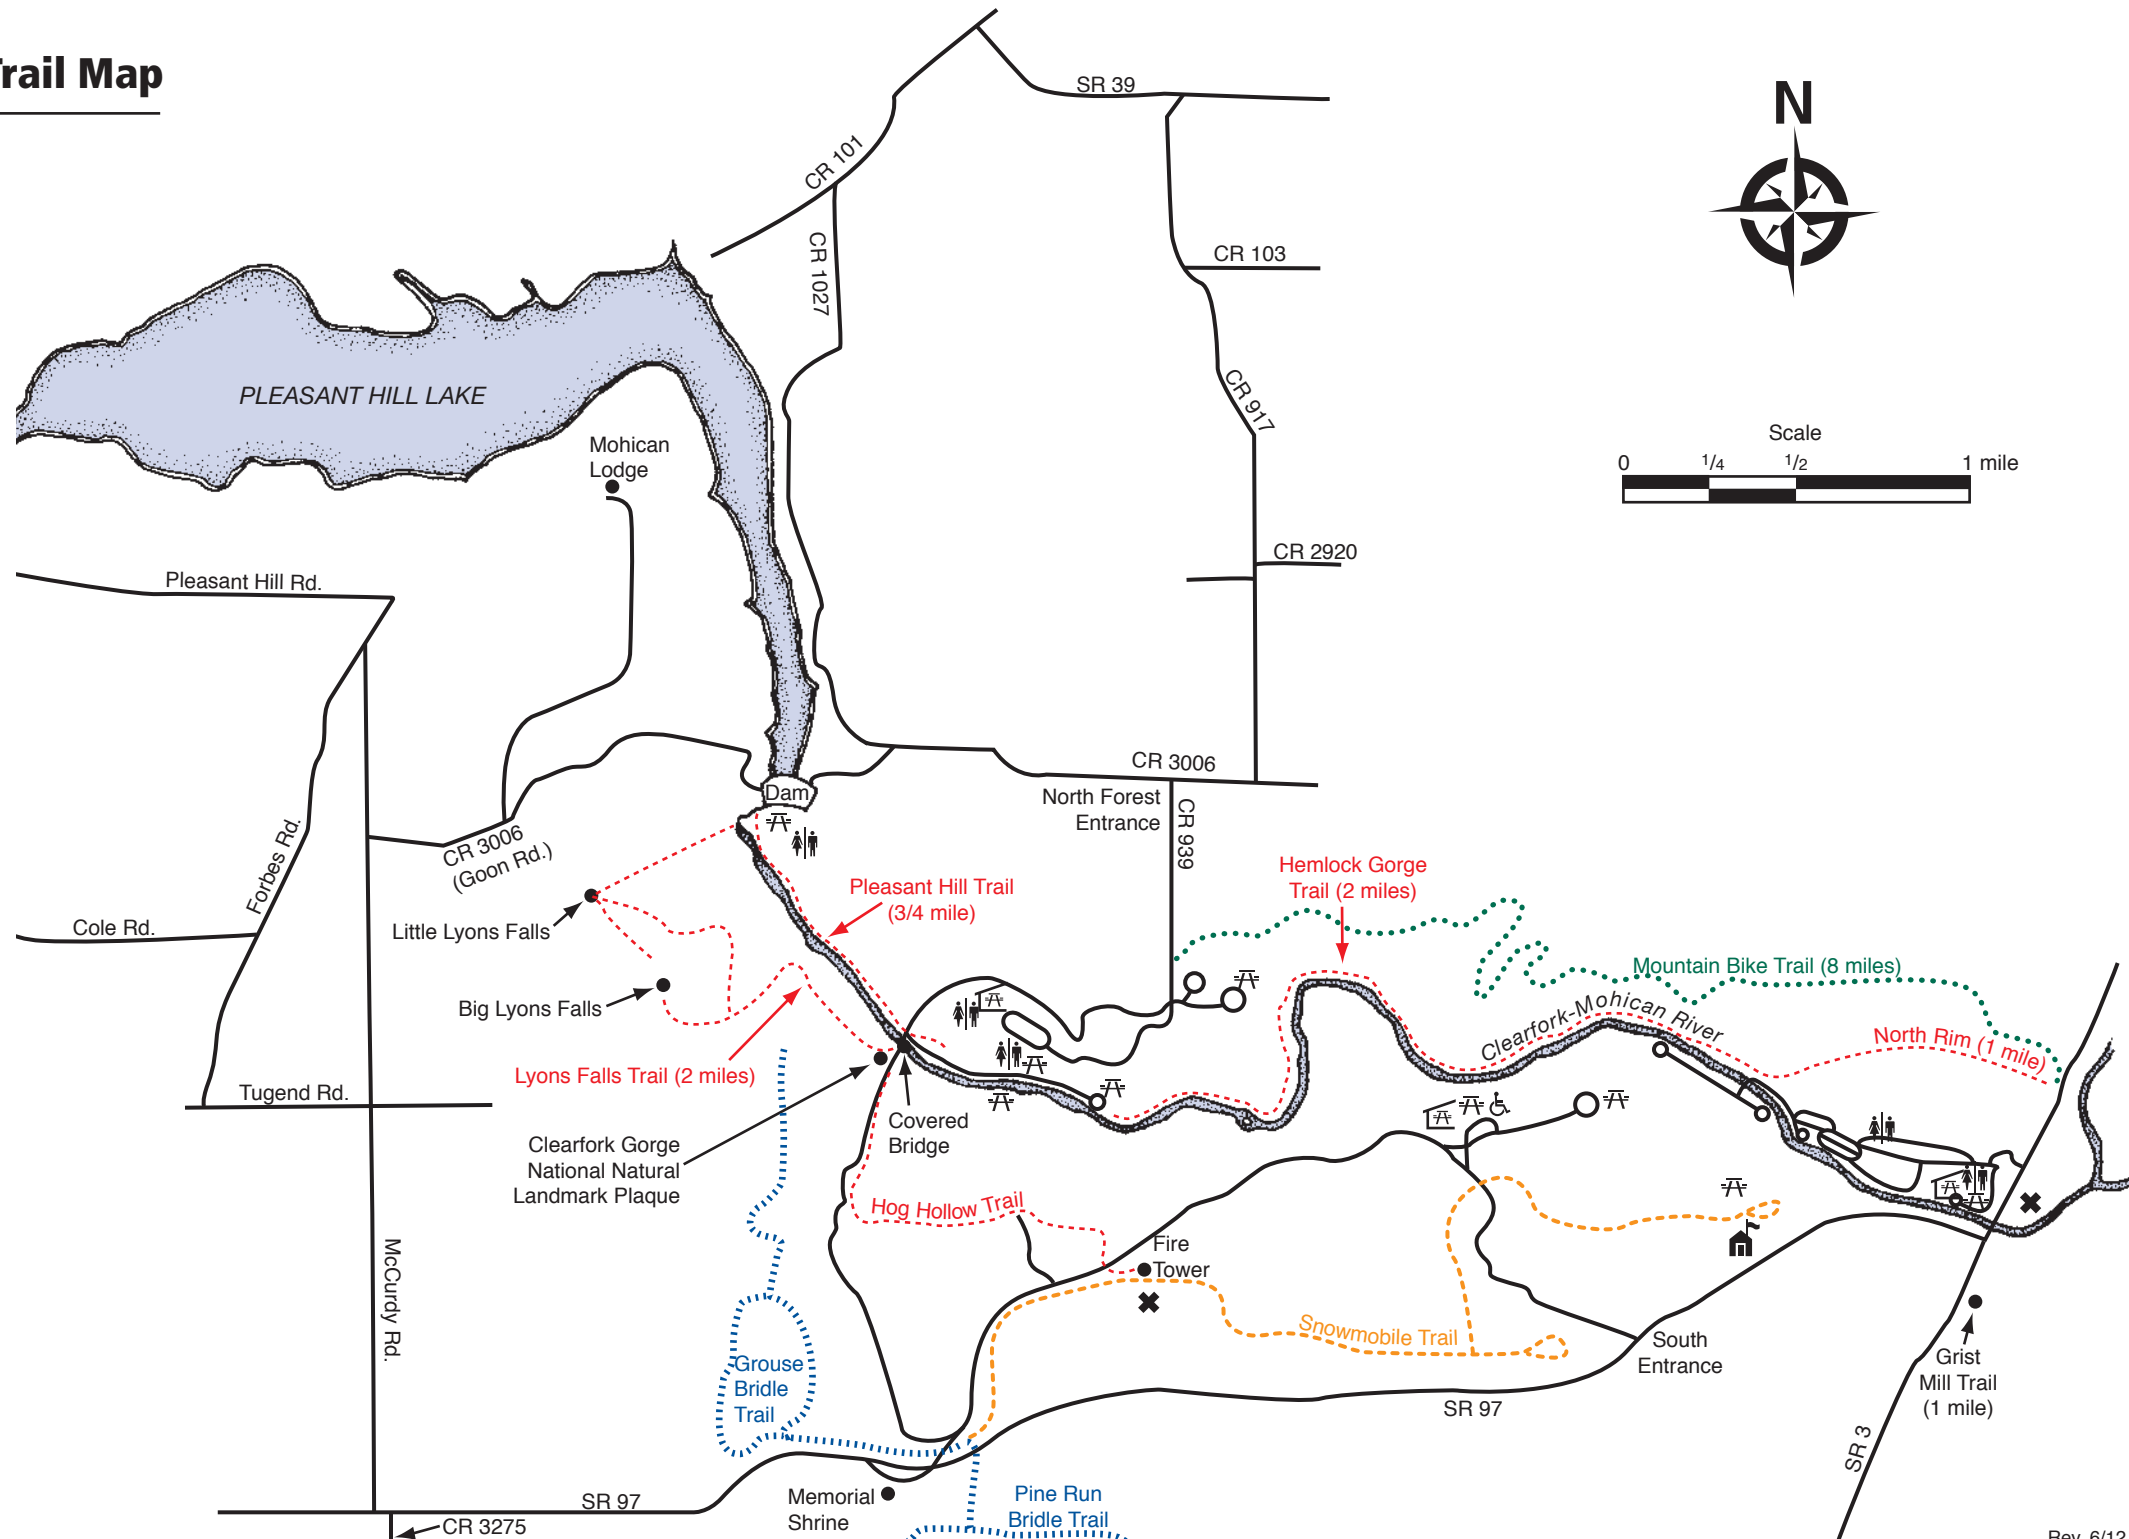 Trail Map
SR 39
N
CR 101
CR 1027
CR 103
CR 917
PLEASANT HILL LAKE
Mohican
Lodge
Scale
0 1/4 1/2 1 mile
CR 2920
Pleasant Hill Rd.
CR 3006
Dam
North Forest
Entrance
CR 939
CR 3006
(Goon Rd.)
Forbes Rd.
Hemlock Gorge
Trail (2 miles)
Pleasant Hill Trail
(3/4 mile)
Little Lyons Falls
Cole Rd.
Mountain Bike Trail (8 miles)
Big Lyons Falls
Clearfork-Mohican River
North Rim (1 mile)
Lyons Falls Trail (2 miles)
Tugend Rd.
Covered
Bridge
Clearfork Gorge
National Natural
Landmark Plaque
Hog Hollow Trail
Fire
Tower
McCurdy Rd.
Snowmobile Trail
South
Entrance
Grouse
Bridle
Trail
Grist
Mill Trail
(1 mile)
SR 97
SR 3
Memorial
Shrine
Pine Run
Bridle Trail
SR 97
CR 3275
Rev. 6/12